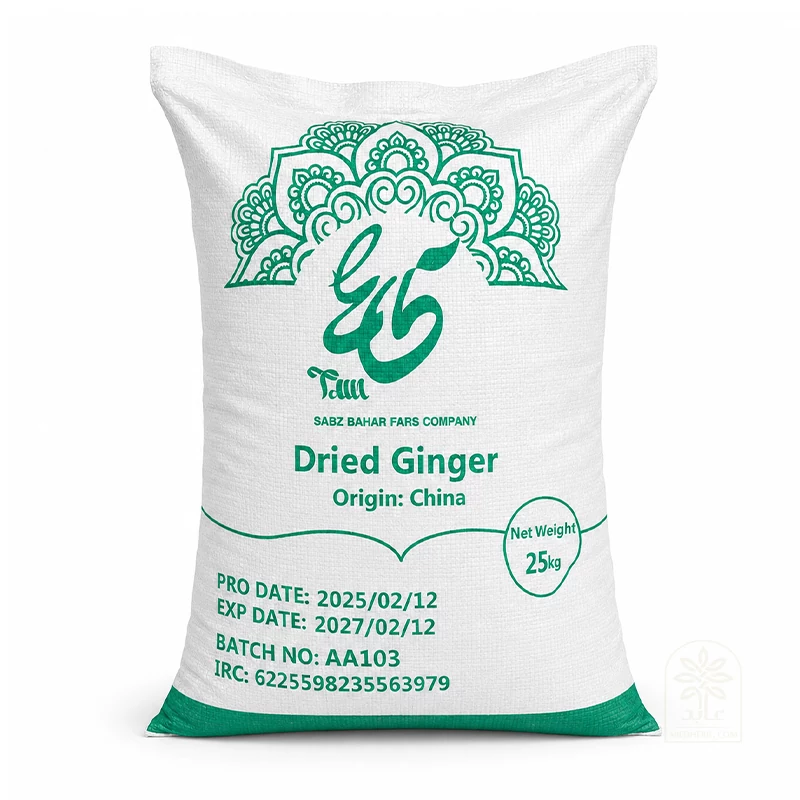 Tam
SABZ BAHAR FARS COMPANY
Dried Ginger
Origin: China
Net Weight
25kg
PRO DATE: 2025/02/12
EXP DATE: 2027/02/12
BATCH NO: AA103
IRC: 6225598235563979